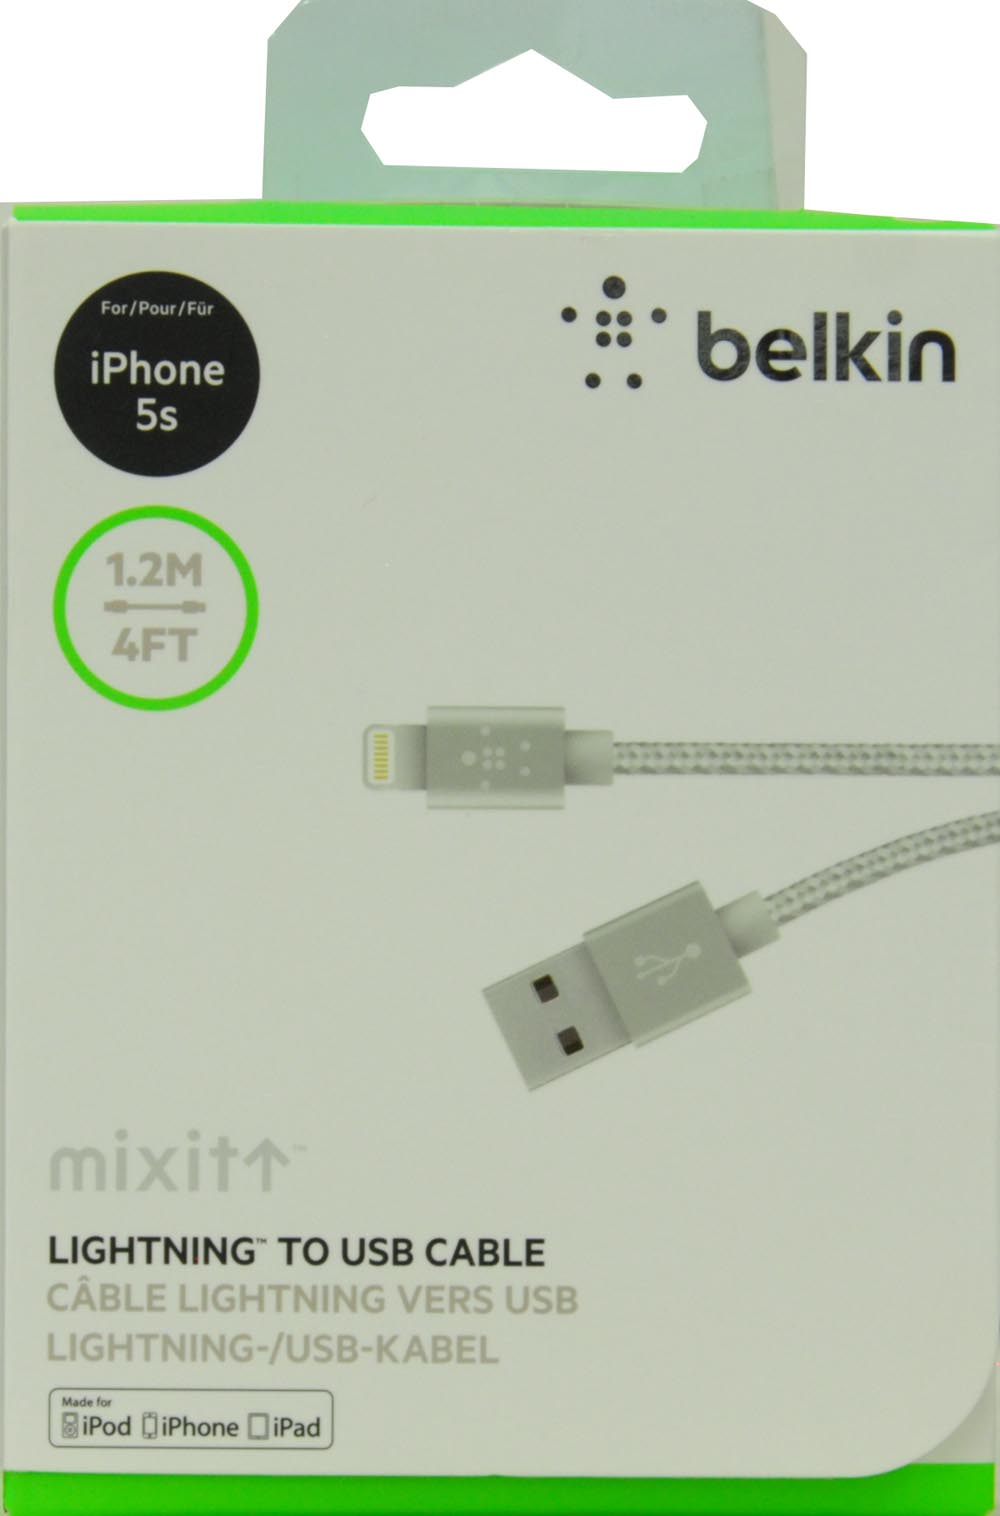 For/Pour/Für
iPhone
5s
belkin
1.2M
4FT
mixit↑™
LIGHTNING™ TO USB CABLE
CÂBLE LIGHTNING VERS USB
LIGHTNING-/USB-KABEL
Made for
iPod iPhone iPad